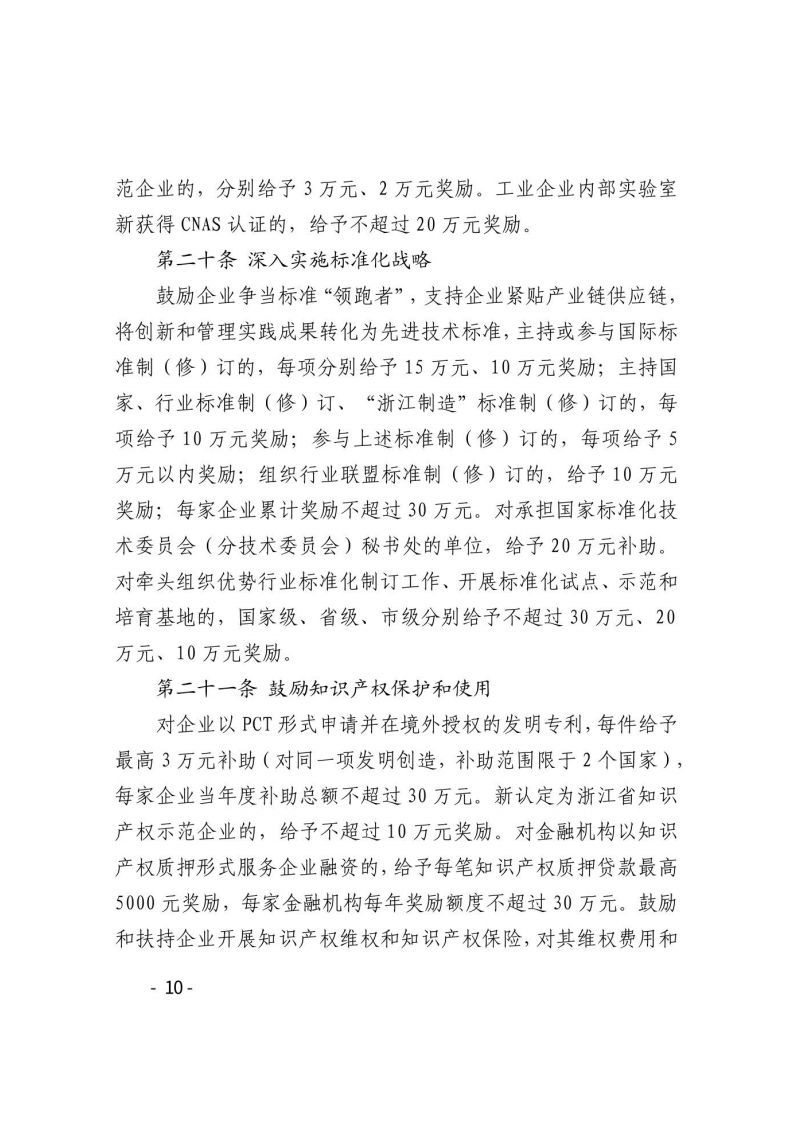 范企业的，分别给予 3 万元、2 万元奖励。工业企业内部实验室
新获得 CNAS 认证的，给予不超过 20 万元奖励。
第二十条 深入实施标准化战略
鼓励企业争当标准“领跑者”，支持企业紧贴产业链供应链，
将创新和管理实践成果转化为先进技术标准，主持或参与国际标
准制（修）订的，每项分别给予 15 万元、10 万元奖励；主持国
家、行业标准制（修）订、“浙江制造”标准制（修）订的，每
项给予 10 万元奖励；参与上述标准制（修）订的，每项给予 5
万元以内奖励；组织行业联盟标准制（修）订的，给予 10 万元
奖励；每家企业累计奖励不超过 30 万元。对承担国家标准化技
术委员会（分技术委员会）秘书处的单位，给予 20 万元补助。
对牵头组织优势行业标准化制订工作、开展标准化试点、示范和
培育基地的，国家级、省级、市级分别给予不超过 30 万元、20
万元、10 万元奖励。
第二十一条 鼓励知识产权保护和使用
对企业以 PCT 形式申请并在境外授权的发明专利，每件给予
最高 3 万元补助（对同一项发明创造，补助范围限于 2 个国家），
每家企业当年度补助总额不超过 30 万元。新认定为浙江省知识
产权示范企业的，给予不超过 10 万元奖励。对金融机构以知识
产权质押形式服务企业融资的，给予每笔知识产权质押贷款最高
5000 元奖励，每家金融机构每年奖励额度不超过 30 万元。鼓励
和扶持企业开展知识产权维权和知识产权保险，对其维权费用和
- 10 -